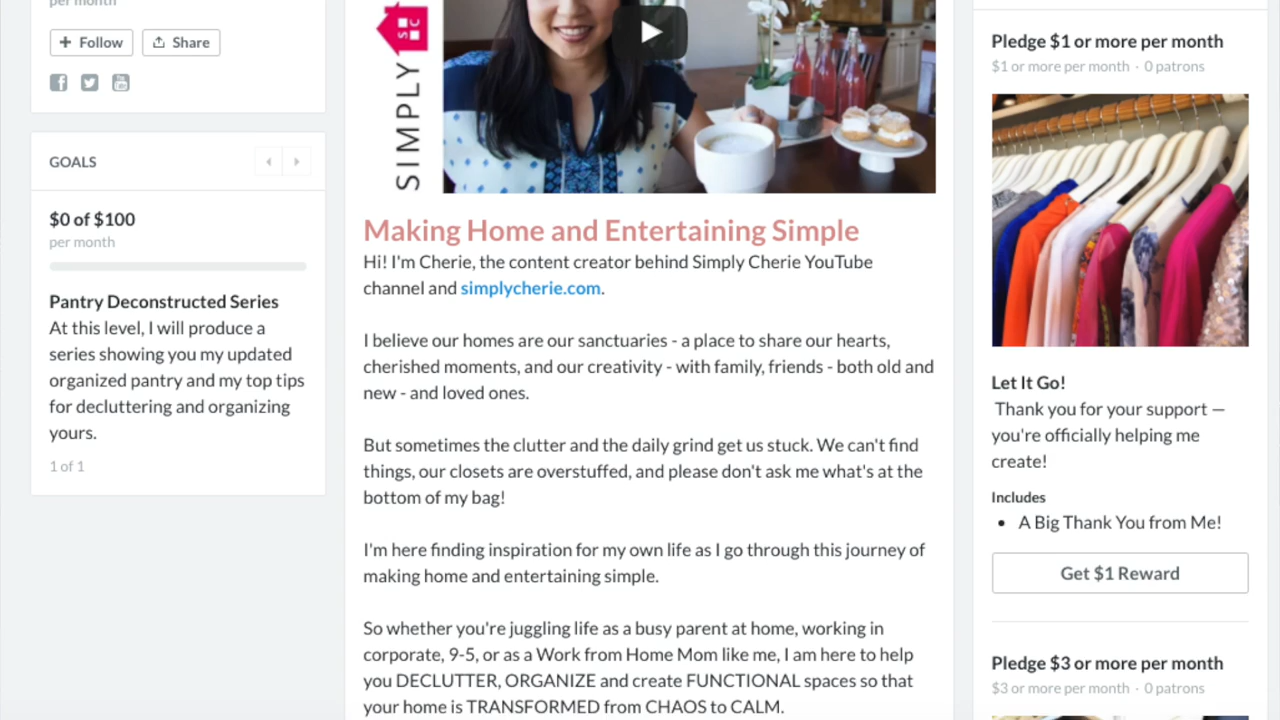 per month
Follow
Share
GOALS
$0 of $100
per month
Pantry Deconstructed Series
At this level, I will produce a
series showing you my updated
organized pantry and my top tips
for decluttering and organizing
yours.
1 of 1
SIMPLY
S C
Making Home and Entertaining Simple
Hi! I'm Cherie, the content creator behind Simply Cherie YouTube
channel and simplycherie.com.
I believe our homes are our sanctuaries - a place to share our hearts,
cherished moments, and our creativity - with family, friends - both old and
new - and loved ones.
But sometimes the clutter and the daily grind get us stuck. We can't find
things, our closets are overstuffed, and please don't ask me what's at the
bottom of my bag!
I'm here finding inspiration for my own life as I go through this journey of
making home and entertaining simple.
So whether you're juggling life as a busy parent at home, working in
corporate, 9-5, or as a Work from Home Mom like me, I am here to help
you DECLUTTER, ORGANIZE and create FUNCTIONAL spaces so that
your home is TRANSFORMED from CHAOS to CALM.
Pledge $1 or more per month
$1 or more per month · 0 patrons
Let It Go!
Thank you for your support —
you're officially helping me
create!
Includes
• A Big Thank You from Me!
Get $1 Reward
Pledge $3 or more per month
$3 or more per month · 0 patrons